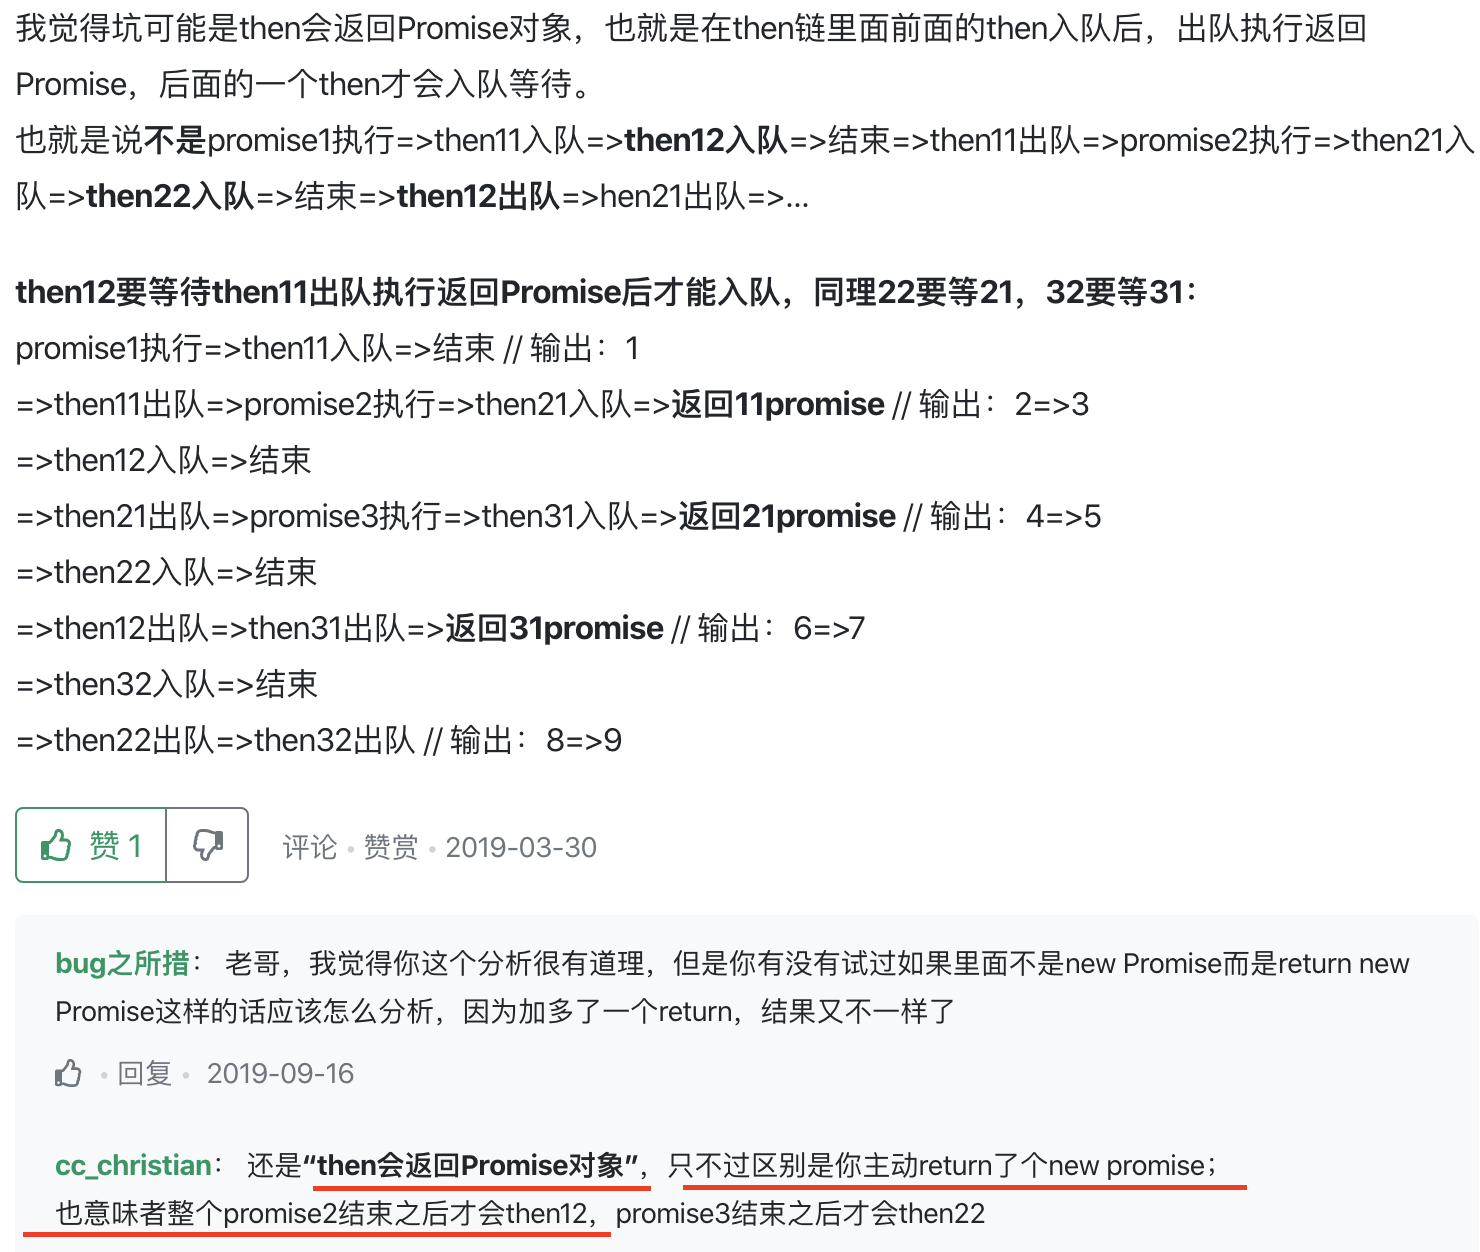 我觉得坑可能是then会返回Promise对象，也就是在then链里面前面的then入队后，出队执行返回
Promise，后面的一个then才会入队等待。
也就是说不是promise1执行=>then11入队=>then12入队=>结束=>then11出队=>promise2执行=>then21入
队=>then22入队=>结束=>then12出队=>hen21出队=>...
then12要等待then11出队执行返回Promise后才能入队，同理22要等21，32要等31：
promise1执行=>then11入队=>结束 // 输出：1
=>then11出队=>promise2执行=>then21入队=>返回11promise // 输出：2=>3
=>then12入队=>结束
=>then21出队=>promise3执行=>then31入队=>返回21promise // 输出：4=>5
=>then22入队=>结束
=>then12出队=>then31出队=>返回31promise // 输出：6=>7
=>then32入队=>结束
=>then22出队=>then32出队 // 输出：8=>9
赞 1 评论 • 赞赏 • 2019-03-30
bug之所措： 老哥，我觉得你这个分析很有道理，但是你有没有试过如果里面不是new Promise而是return new
Promise这样的话应该怎么分析，因为加多了一个return，结果又不一样了
• 回复 • 2019-09-16
cc_christian： 还是“then会返回Promise对象”，只不过区别是你主动return了个new promise；
也意味者整个promise2结束之后才会then12，promise3结束之后才会then22